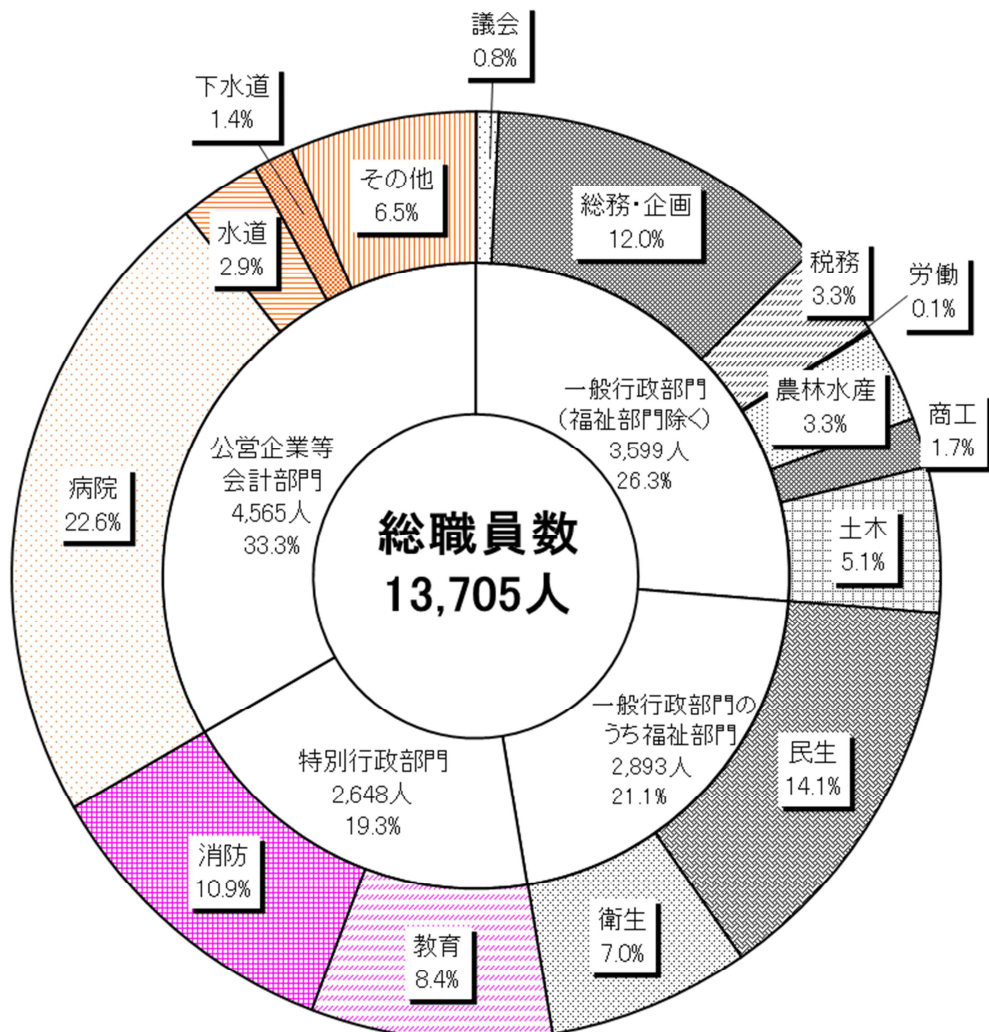 議会
0.8%
下水道
1.4%
その他
6.5%
総務・企画
12.0%
水道
2.9%
税務
3.3%
労働
0.1%
農林水産
3.3%
商工
1.7%
一般行政部門
(福祉部門除く)
3,599人
26.3%
公営企業等
会計部門
4,565人
33.3%
病院
22.6%
総職員数
13,705人
土木
5.1%
一般行政部門の
うち福祉部門
2,893人
21.1%
民生
14.1%
特別行政部門
2,648人
19.3%
消防
10.9%
衛生
7.0%
教育
8.4%